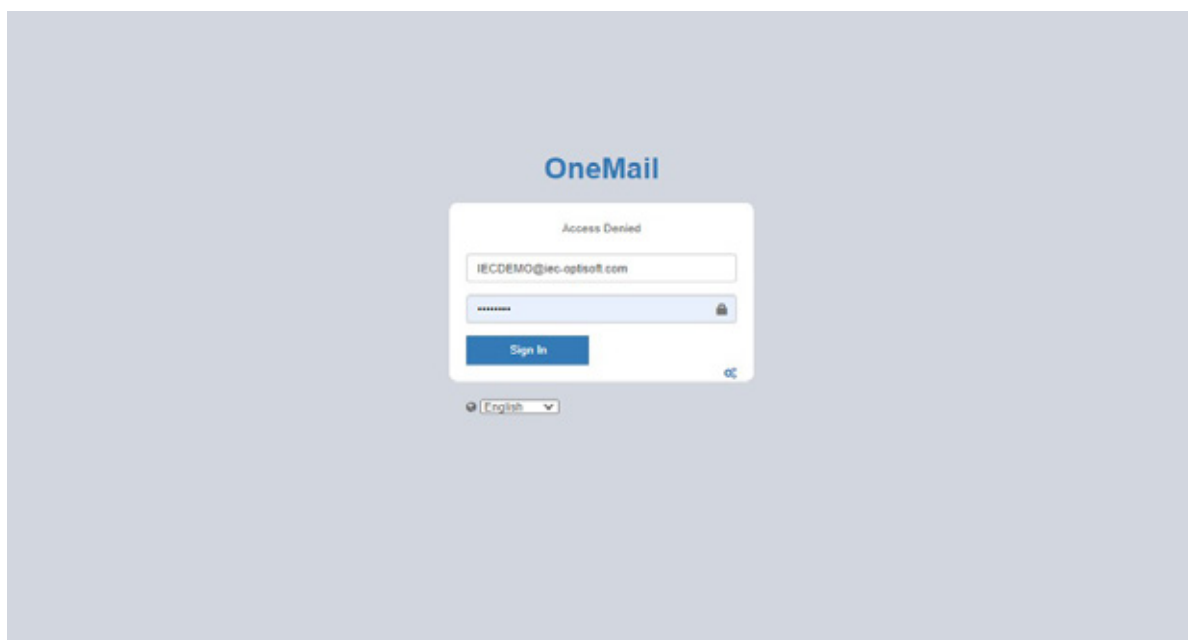 OneMail
Access Denied
IECDEMO@iec-optisoft.com
Sign In
English